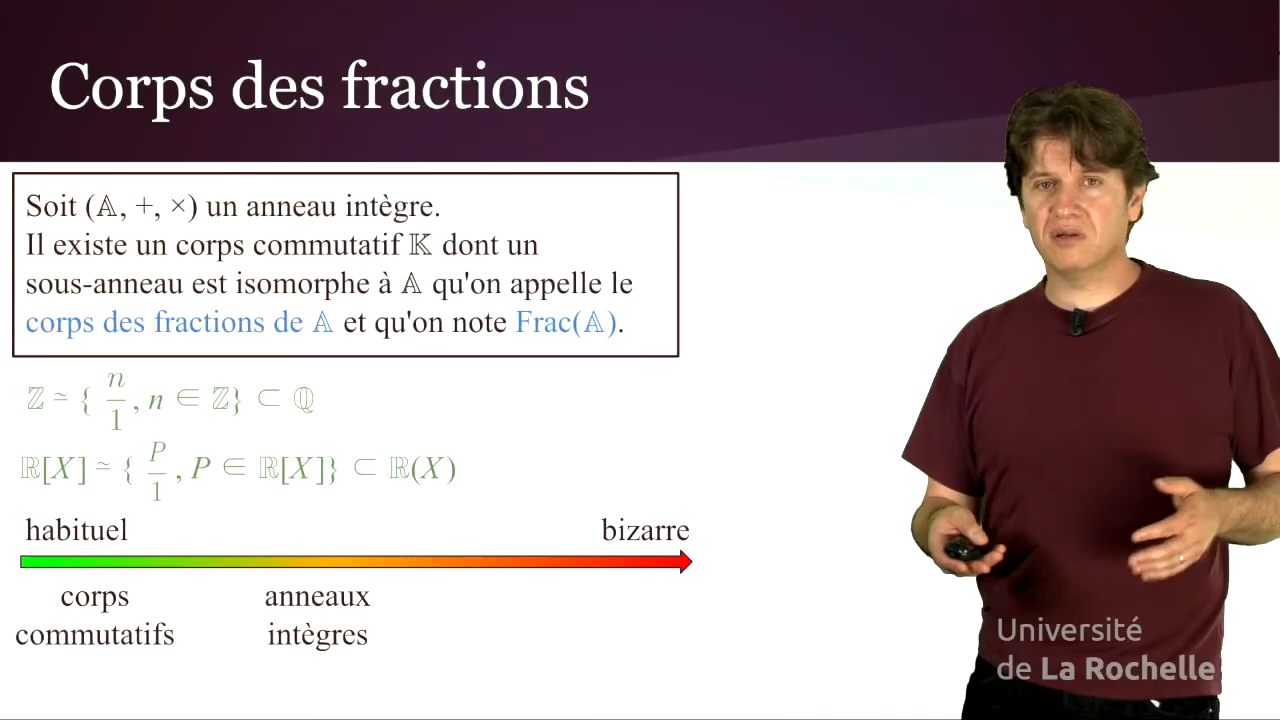 Corps des fractions
Soit (𝔸, +, ×) un anneau intègre.
Il existe un corps commutatif 𝕂 dont un
sous-anneau est isomorphe à 𝔸 qu'on appelle le
corps des fractions de 𝔸 et qu'on note Frac(𝔸).
ℤ ≃ { n/1 , n ∈ ℤ} ⊂ ℚ
ℝ[X] ≃ { P/1 , P ∈ ℝ[X]} ⊂ ℝ(X)
habituel bizarre
corps anneaux
commutatifs intègres
Université
de La Rochelle